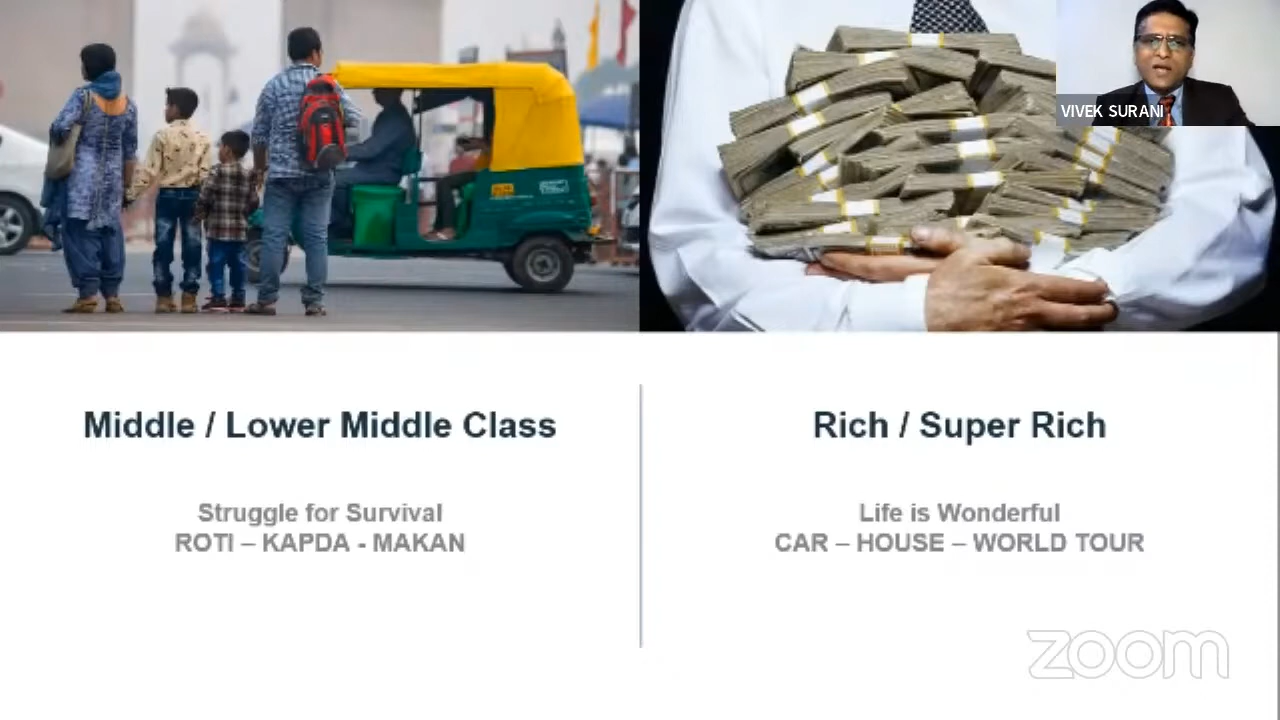 VIVEK SURANI
Middle / Lower Middle Class
Struggle for Survival
ROTI – KAPDA - MAKAN
Rich / Super Rich
Life is Wonderful
CAR – HOUSE – WORLD TOUR
zoom